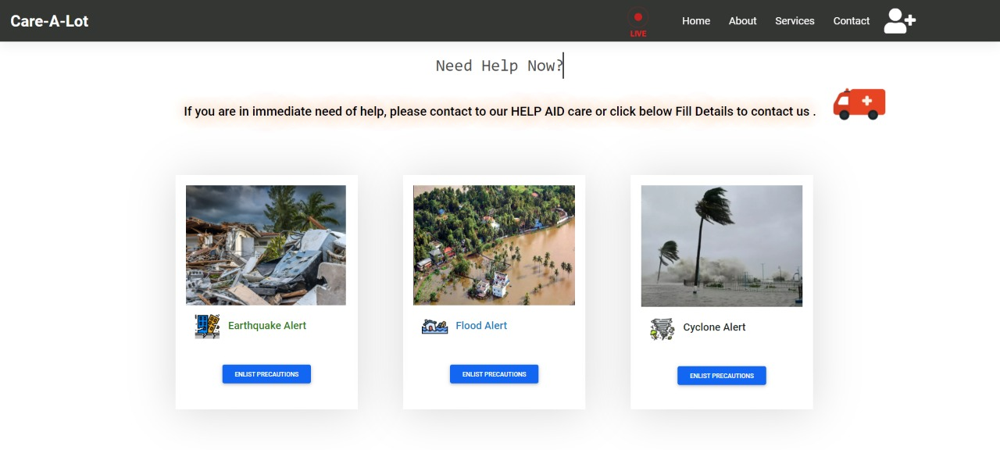 Care-A-Lot
LIVE
Home About Services Contact
Need Help Now?
If you are in immediate need of help, please contact to our HELP AID care or click below Fill Details to contact us .
Earthquake Alert
ENLIST PRECAUTIONS
Flood Alert
ENLIST PRECAUTIONS
Cyclone Alert
ENLIST PRECAUTIONS